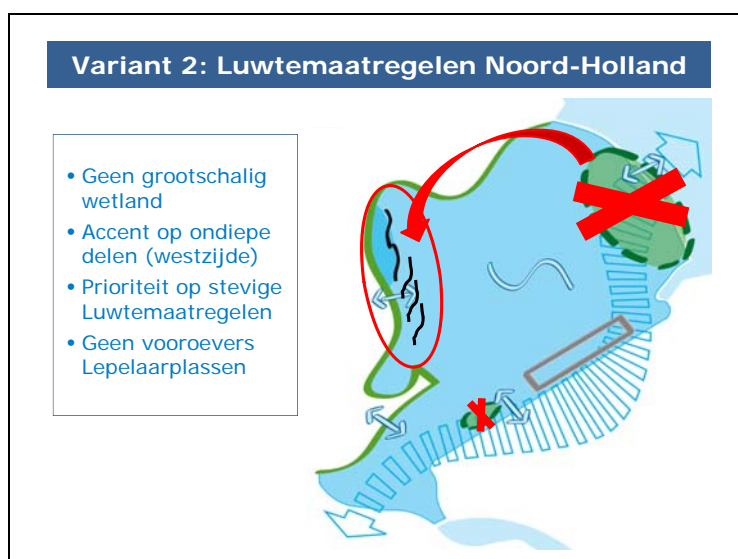 Variant 2: Luwtemaatregelen Noord-Holland
• Geen grootschalig
wetland
• Accent op ondiepe
delen (westzijde)
• Prioriteit op stevige
Luwtemaatregelen
• Geen vooroevers
Lepelaarplassen